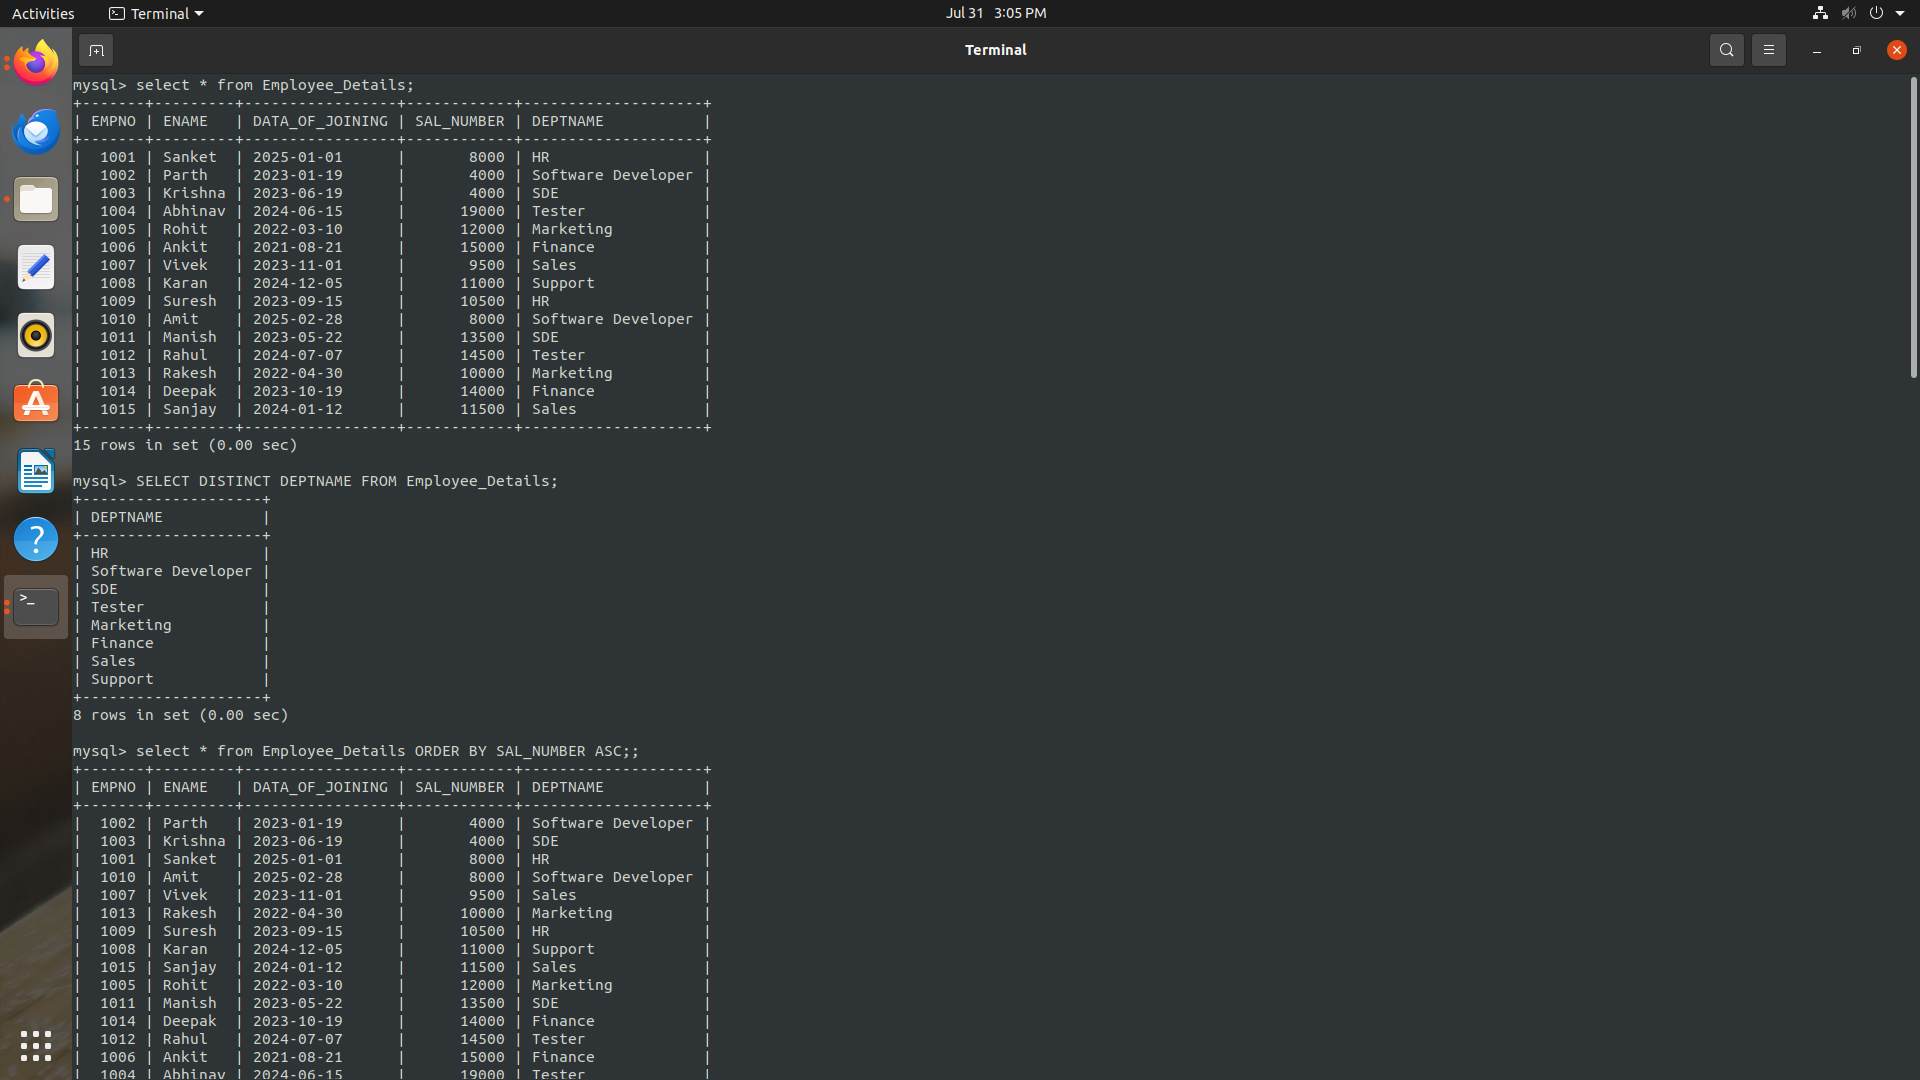 Activities Terminal Jul 31 3:05 PM
Terminal
mysql> select * from Employee_Details;
+-------+---------+-----------------+------------+--------------------+
| EMPNO | ENAME   | DATA_OF_JOINING | SAL_NUMBER | DEPTNAME           |
+-------+---------+-----------------+------------+--------------------+
|  1001 | Sanket  | 2025-01-01      |       8000 | HR                 |
|  1002 | Parth   | 2023-01-19      |       4000 | Software Developer |
|  1003 | Krishna | 2023-06-19      |       4000 | SDE                |
|  1004 | Abhinav | 2024-06-15      |      19000 | Tester             |
|  1005 | Rohit   | 2022-03-10      |      12000 | Marketing          |
|  1006 | Ankit   | 2021-08-21      |      15000 | Finance            |
|  1007 | Vivek   | 2023-11-01      |       9500 | Sales              |
|  1008 | Karan   | 2024-12-05      |      11000 | Support            |
|  1009 | Suresh  | 2023-09-15      |      10500 | HR                 |
|  1010 | Amit    | 2025-02-28      |       8000 | Software Developer |
|  1011 | Manish  | 2023-05-22      |      13500 | SDE                |
|  1012 | Rahul   | 2024-07-07      |      14500 | Tester             |
|  1013 | Rakesh  | 2022-04-30      |      10000 | Marketing          |
|  1014 | Deepak  | 2023-10-19      |      14000 | Finance            |
|  1015 | Sanjay  | 2024-01-12      |      11500 | Sales              |
+-------+---------+-----------------+------------+--------------------+
15 rows in set (0.00 sec)
mysql> SELECT DISTINCT DEPTNAME FROM Employee_Details;
+--------------------+
| DEPTNAME           |
+--------------------+
| HR                 |
| Software Developer |
| SDE                |
| Tester             |
| Marketing          |
| Finance            |
| Sales              |
| Support            |
+--------------------+
8 rows in set (0.00 sec)
mysql> select * from Employee_Details ORDER BY SAL_NUMBER ASC;;
+-------+---------+-----------------+------------+--------------------+
| EMPNO | ENAME   | DATA_OF_JOINING | SAL_NUMBER | DEPTNAME           |
+-------+---------+-----------------+------------+--------------------+
|  1002 | Parth   | 2023-01-19      |       4000 | Software Developer |
|  1003 | Krishna | 2023-06-19      |       4000 | SDE                |
|  1001 | Sanket  | 2025-01-01      |       8000 | HR                 |
|  1010 | Amit    | 2025-02-28      |       8000 | Software Developer |
|  1007 | Vivek   | 2023-11-01      |       9500 | Sales              |
|  1013 | Rakesh  | 2022-04-30      |      10000 | Marketing          |
|  1009 | Suresh  | 2023-09-15      |      10500 | HR                 |
|  1008 | Karan   | 2024-12-05      |      11000 | Support            |
|  1015 | Sanjay  | 2024-01-12      |      11500 | Sales              |
|  1005 | Rohit   | 2022-03-10      |      12000 | Marketing          |
|  1011 | Manish  | 2023-05-22      |      13500 | SDE                |
|  1014 | Deepak  | 2023-10-19      |      14000 | Finance            |
|  1012 | Rahul   | 2024-07-07      |      14500 | Tester             |
|  1006 | Ankit   | 2021-08-21      |      15000 | Finance            |
|  1004 | Abhinav | 2024-06-15      |      19000 | Tester             |